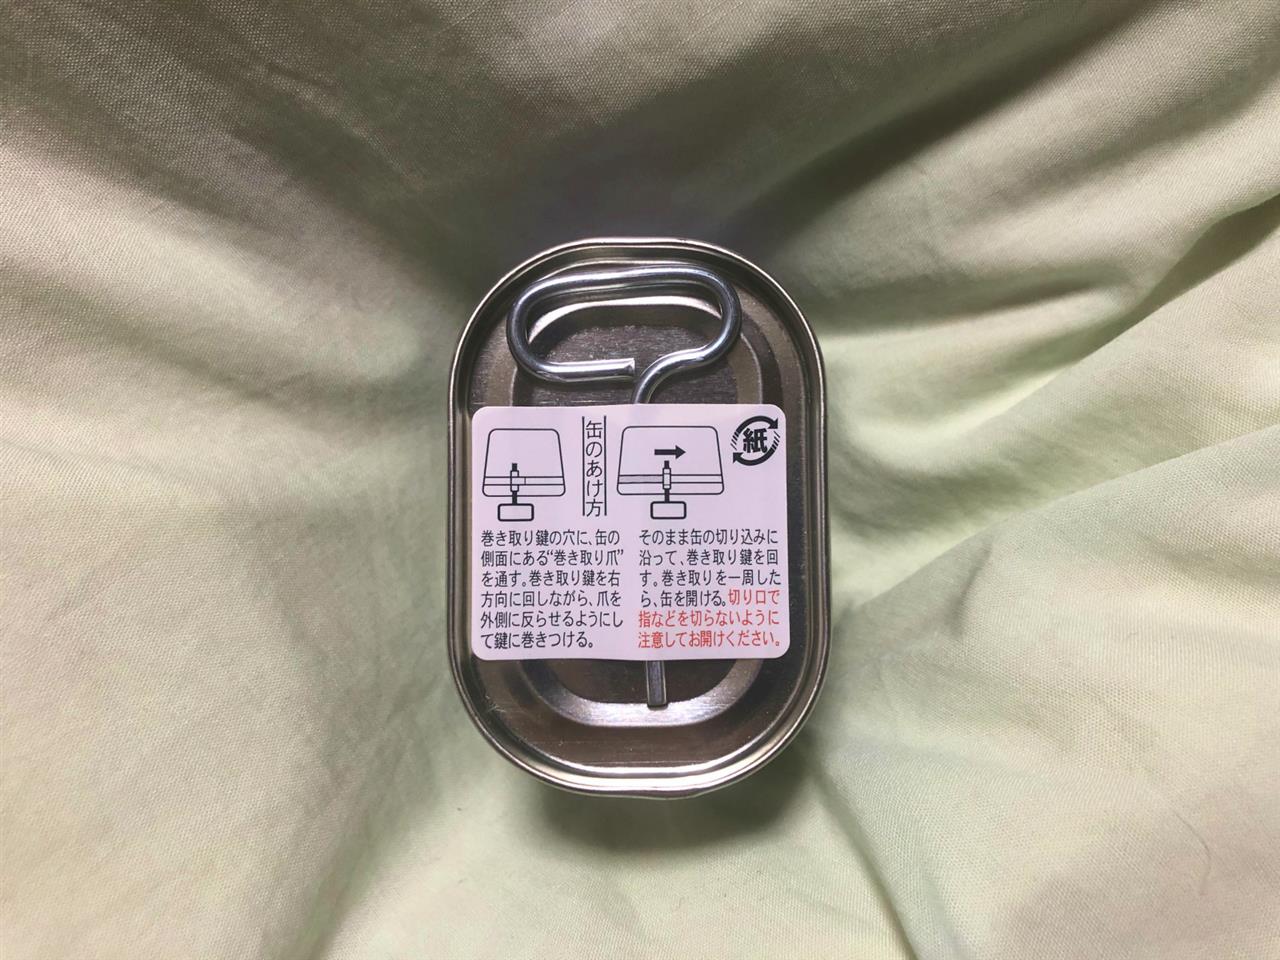 缶のあけ方
紙
巻き取り鍵の穴に、缶の
側面にある“巻き取り爪”
を通す。巻き取り鍵を右
方向に回しながら、爪を
外側に反らせるようにし
て鍵に巻きつける。
そのまま缶の切り込みに
沿って、巻き取り鍵を回
す。巻き取りを一周した
ら、缶を開ける。切り口で
指などを切らないように
注意してお開けください。